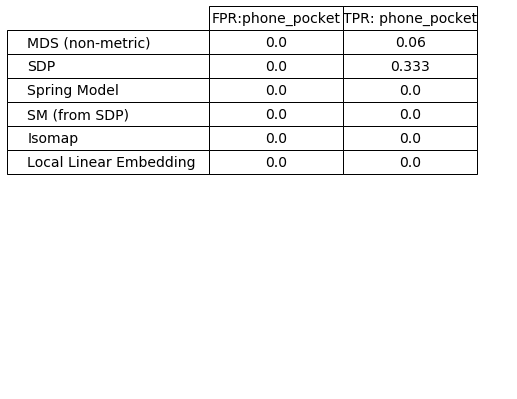 FPR:phone_pocket TPR: phone_pocket
MDS (non-metric) 0.0 0.06
SDP 0.0 0.333
Spring Model 0.0 0.0
SM (from SDP) 0.0 0.0
Isomap 0.0 0.0
Local Linear Embedding 0.0 0.0